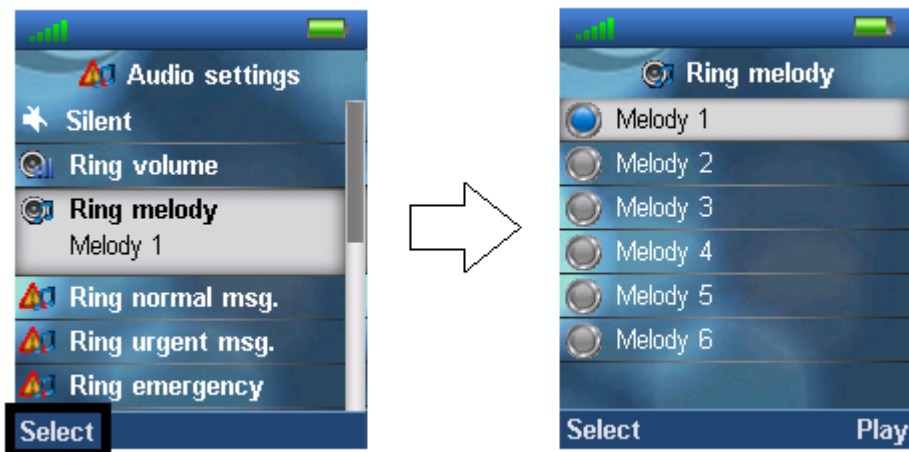 Audio settings
Silent
Ring volume
Ring melody
Melody 1
Ring normal msg.
Ring urgent msg.
Ring emergency
Select
Ring melody
Melody 1
Melody 2
Melody 3
Melody 4
Melody 5
Melody 6
Select Play